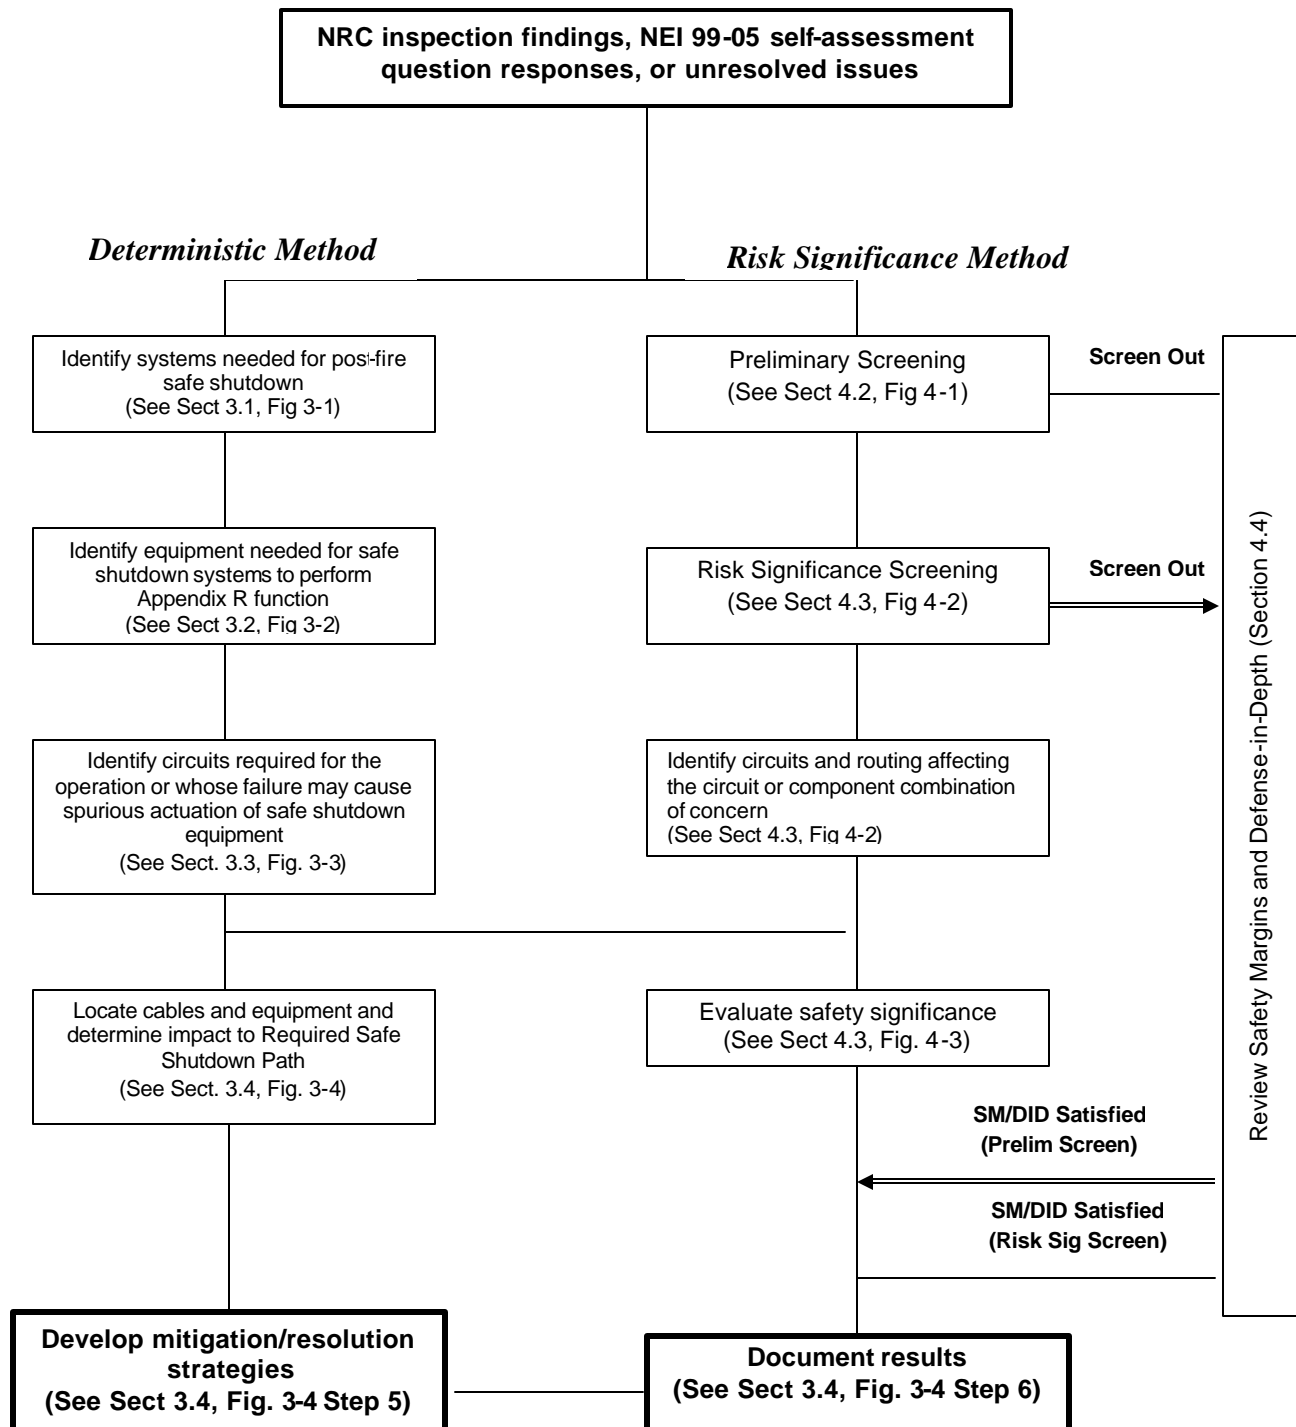 NRC inspection findings, NEI 99-05 self-assessment
question responses, or unresolved issues
Deterministic Method
Risk Significance Method
Identify systems needed for post-fire
safe shutdown
(See Sect 3.1, Fig 3-1)
Preliminary Screening
(See Sect 4.2, Fig 4-1)
Screen Out
Identify equipment needed for safe
shutdown systems to perform
Appendix R function
(See Sect 3.2, Fig 3-2)
Risk Significance Screening
(See Sect 4.3, Fig 4-2)
Screen Out
Review Safety Margins and Defense-in-Depth (Section 4.4)
Identify circuits required for the
operation or whose failure may cause
spurious actuation of safe shutdown
equipment
(See Sect. 3.3, Fig. 3-3)
Identify circuits and routing affecting
the circuit or component combination
of concern
(See Sect 4.3, Fig 4-2)
Locate cables and equipment and
determine impact to Required Safe
Shutdown Path
(See Sect. 3.4, Fig. 3-4)
Evaluate safety significance
(See Sect 4.3, Fig. 4-3)
SM/DID Satisfied
(Prelim Screen)
SM/DID Satisfied
(Risk Sig Screen)
Develop mitigation/resolution
strategies
(See Sect 3.4, Fig. 3-4 Step 5)
Document results
(See Sect 3.4, Fig. 3-4 Step 6)